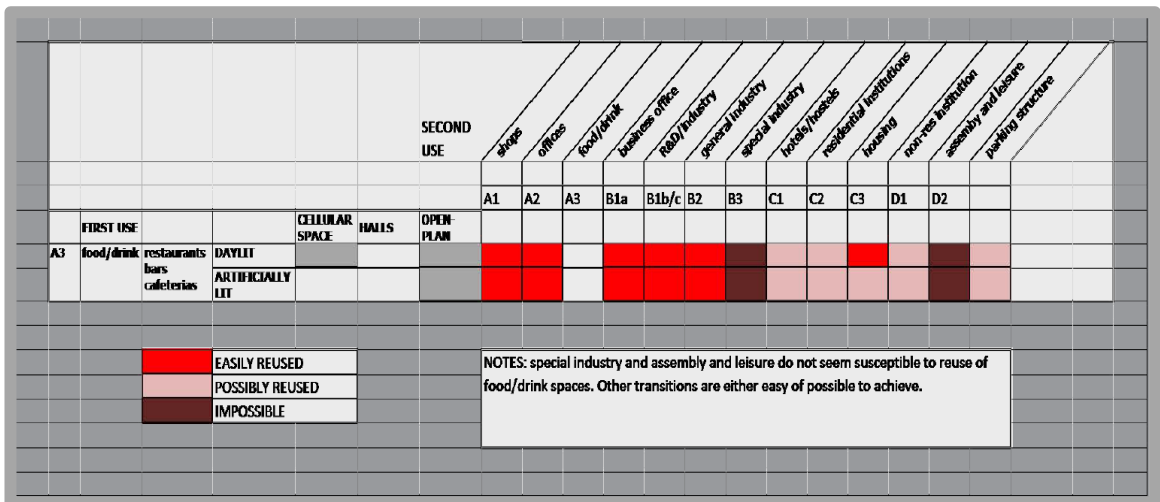 SECOND
USE
shops
offices
food/drink
business office
R&D/industry
general industry
special industry
hotels/hostels
residential institutions
housing
non-res institution
assemby and leisure
parking structure
A1 A2 A3 B1a B1b/c B2 B3 C1 C2 C3 D1 D2
FIRST USE CELLULAR SPACE HALLS OPEN-PLAN
A3 food/drink restaurants DAYLIT
bars
cafeterias
ARTIFICIALLY
LIT
EASILY REUSED
POSSIBLY REUSED
IMPOSSIBLE
NOTES: special industry and assembly and leisure do not seem susceptible to reuse of
food/drink spaces. Other transitions are either easy of possible to achieve.